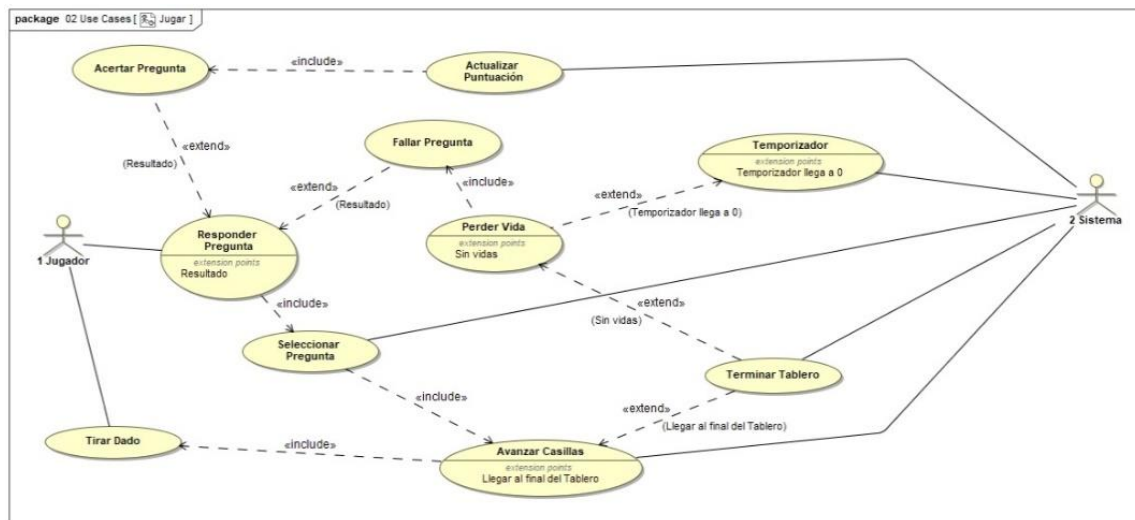 package 02 Use Cases [ Jugar ]
Acertar Pregunta
«include»
Actualizar
Puntuación
«extend»
(Resultado)
Fallar Pregunta
«extend»
(Resultado)
«include»
Temporizador
extension points
Temporizador llega a 0
«extend»
(Temporizador llega a 0)
1 Jugador
Responder
Pregunta
extension points
Resultado
Perder Vida
extension points
Sin vidas
2 Sistema
«include»
«extend»
(Sin vidas)
Seleccionar
Pregunta
Terminar Tablero
«include»
«extend»
(Llegar al final del Tablero)
Tirar Dado
«include»
Avanzar Casillas
extension points
Llegar al final del Tablero